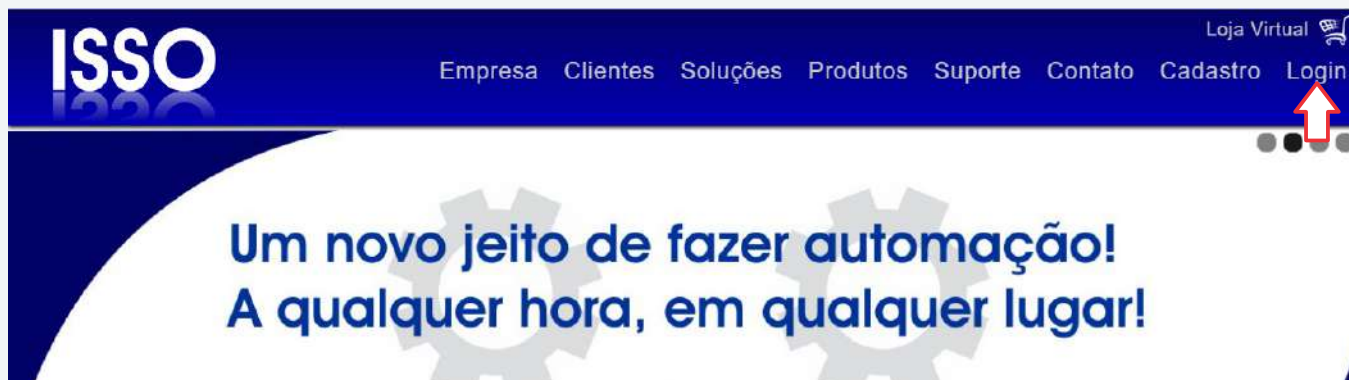 Loja Virtual
ISSO
Empresa Clientes Soluções Produtos Suporte Contato Cadastro Login
Um novo jeito de fazer automação!
A qualquer hora, em qualquer lugar!